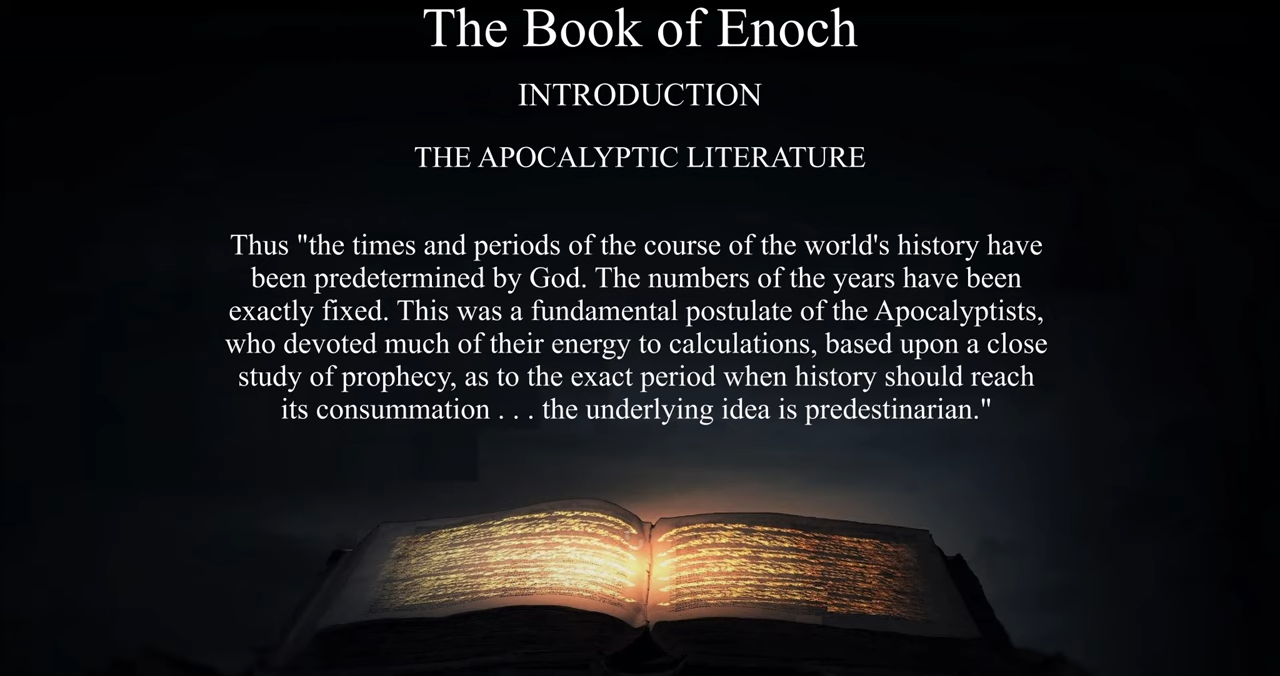 The Book of Enoch
INTRODUCTION
THE APOCALYPTIC LITERATURE
Thus "the times and periods of the course of the world's history have
been predetermined by God. The numbers of the years have been
exactly fixed. This was a fundamental postulate of the Apocalyptists,
who devoted much of their energy to calculations, based upon a close
study of prophecy, as to the exact period when history should reach
its consummation . . . the underlying idea is predestinarian."